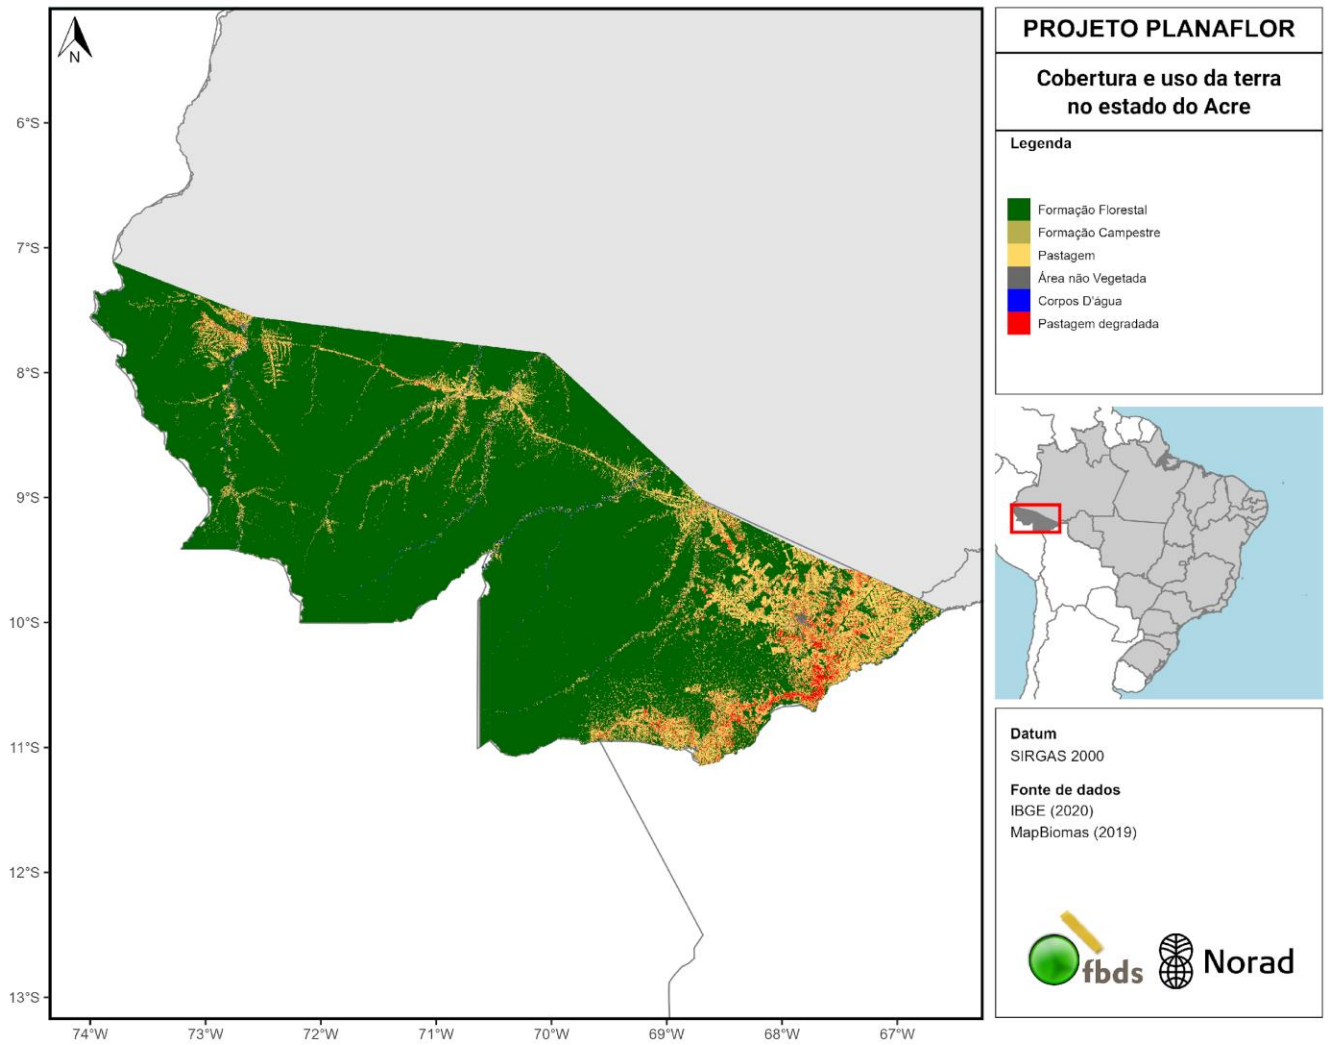 N
6°S
7°S
8°S
9°S
10°S
11°S
12°S
13°S
74°W
73°W
72°W
71°W
70°W
69°W
68°W
67°W
PROJETO PLANAFLOR
Cobertura e uso da terra
no estado do Acre
Legenda
Formação Florestal
Formação Campestre
Pastagem
Área não Vegetada
Corpos D'água
Pastagem degradada
Datum
SIRGAS 2000
Fonte de dados
IBGE (2020)
MapBiomas (2019)
fbds
Norad